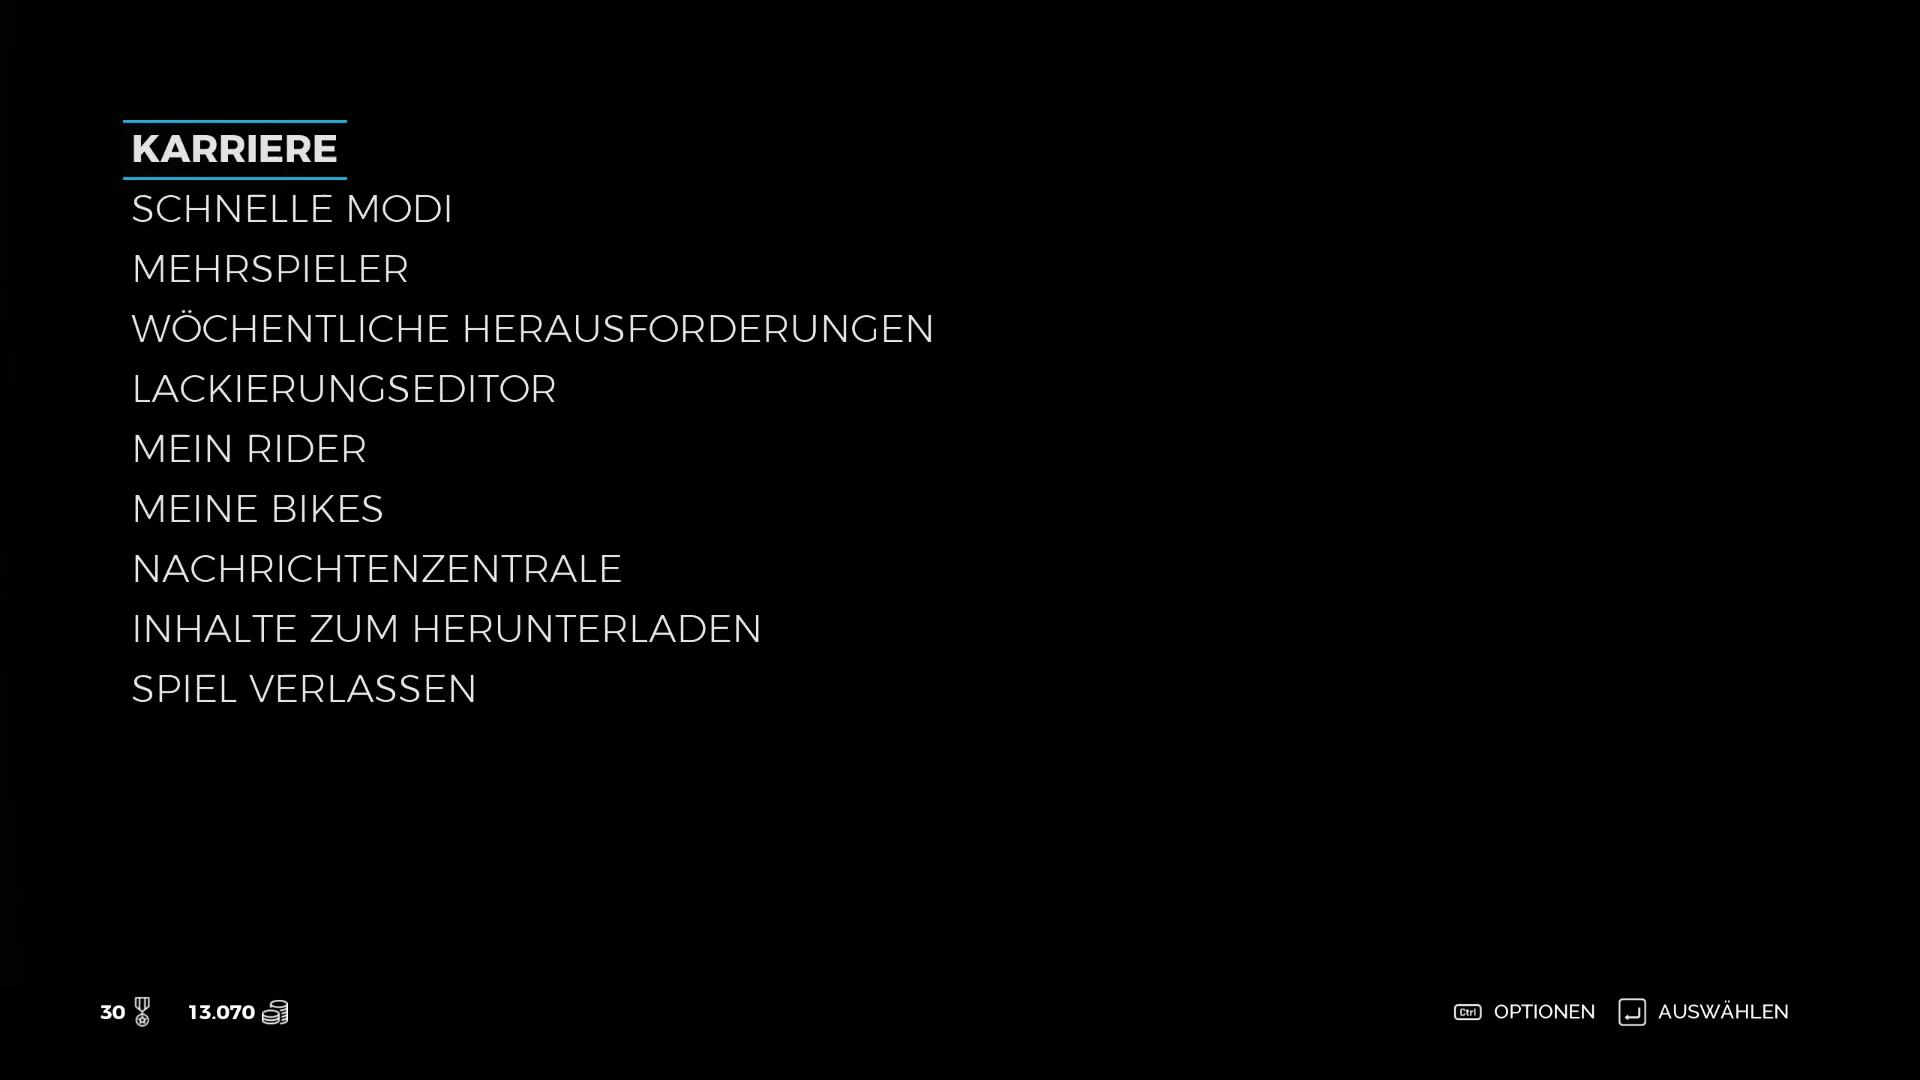 KARRIERE
SCHNELLE MODI
MEHRSPIELER
WÖCHENTLICHE HERAUSFORDERUNGEN
LACKIERUNGSEDITOR
MEIN RIDER
MEINE BIKES
NACHRICHTENZENTRALE
INHALTE ZUM HERUNTERLADEN
SPIEL VERLASSEN
30 13.070 Ctrl OPTIONEN AUSWÄHLEN